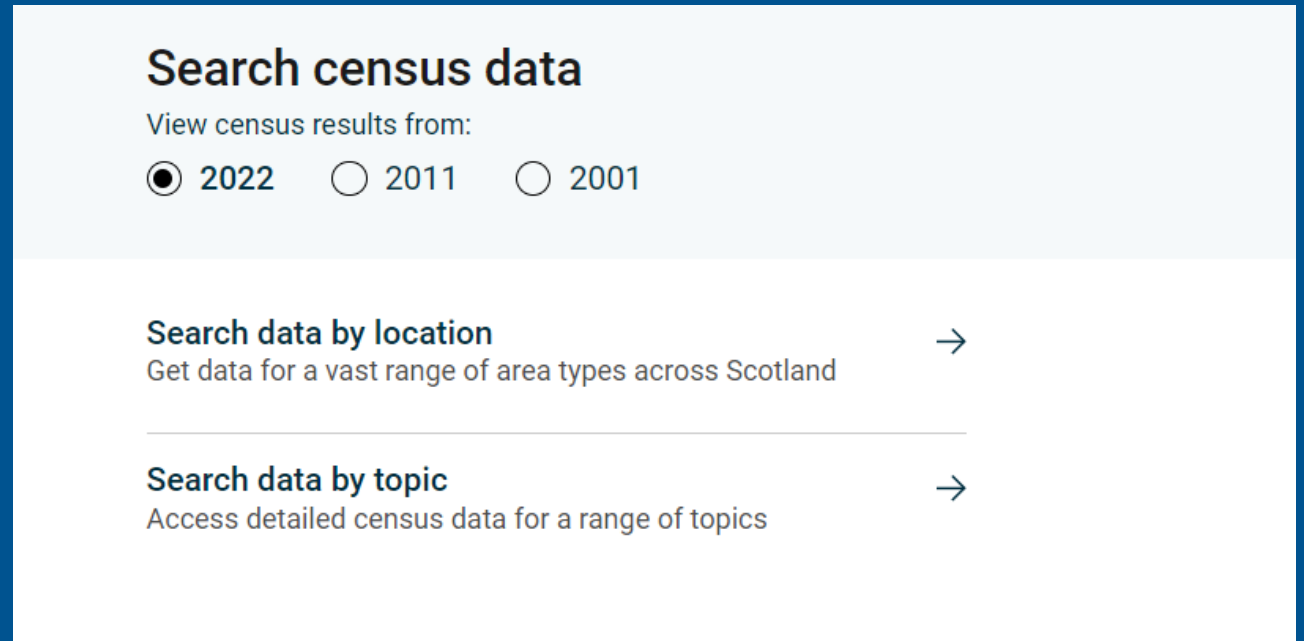 Search census data
View census results from:
2022 2011 2001
Search data by location
Get data for a vast range of area types across Scotland
Search data by topic
Access detailed census data for a range of topics